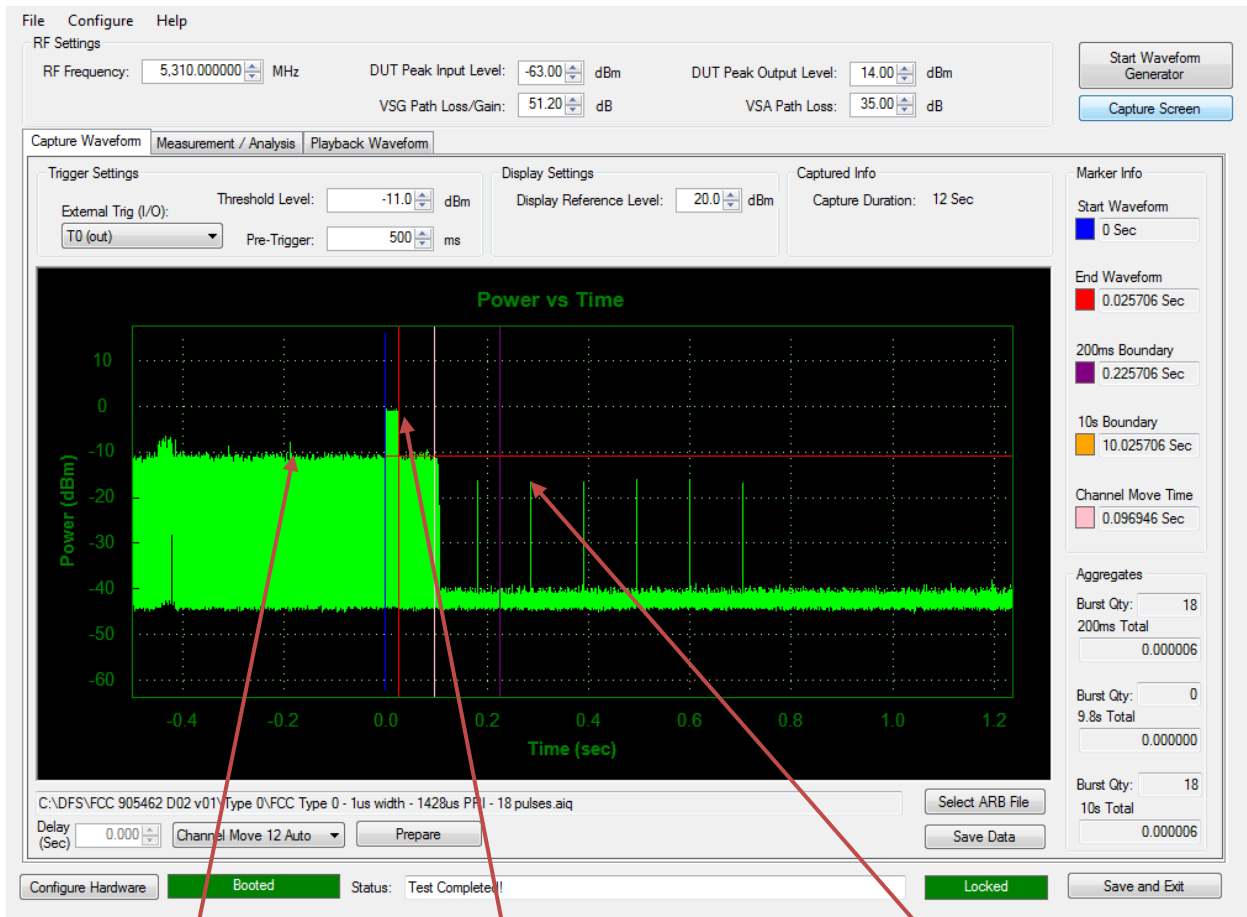 File Configure Help
RF Settings
RF Frequency: 5,310.000000 MHz
DUT Peak Input Level: -63.00 dBm
DUT Peak Output Level: 14.00 dBm
VSG Path Loss/Gain: 51.20 dB
VSA Path Loss: 35.00 dB
Start Waveform
Generator
Capture Screen
Capture Waveform Measurement / Analysis Playback Waveform
Trigger Settings
External Trig (I/O):
T0 (out)
Threshold Level: -11.0 dBm
Pre-Trigger: 500 ms
Display Settings
Display Reference Level: 20.0 dBm
Captured Info
Capture Duration: 12 Sec
Marker Info
Start Waveform
0 Sec
End Waveform
0.025706 Sec
200ms Boundary
0.225706 Sec
10s Boundary
10.025706 Sec
Channel Move Time
0.096946 Sec
Power vs Time
Power (dBm)
10
0
-10
-20
-30
-40
-50
-60
-0.4 -0.2 0.0 0.2 0.4 0.6 0.8 1.0 1.2
Time (sec)
Aggregates
Burst Qty: 18
200ms Total
0.000006
Burst Qty: 0
9.8s Total
0.000000
Burst Qty: 18
10s Total
0.000006
C:\DFS\FCC 905462 D02 v01\Type 0\FCC Type 0 - 1us width - 1428us PRI - 18 pulses.aiq
Select ARB File
Delay
(Sec)
0.000
Channel Move 12 Auto
Prepare
Save Data
Configure Hardware
Booted
Status: Test Completed!
Locked
Save and Exit